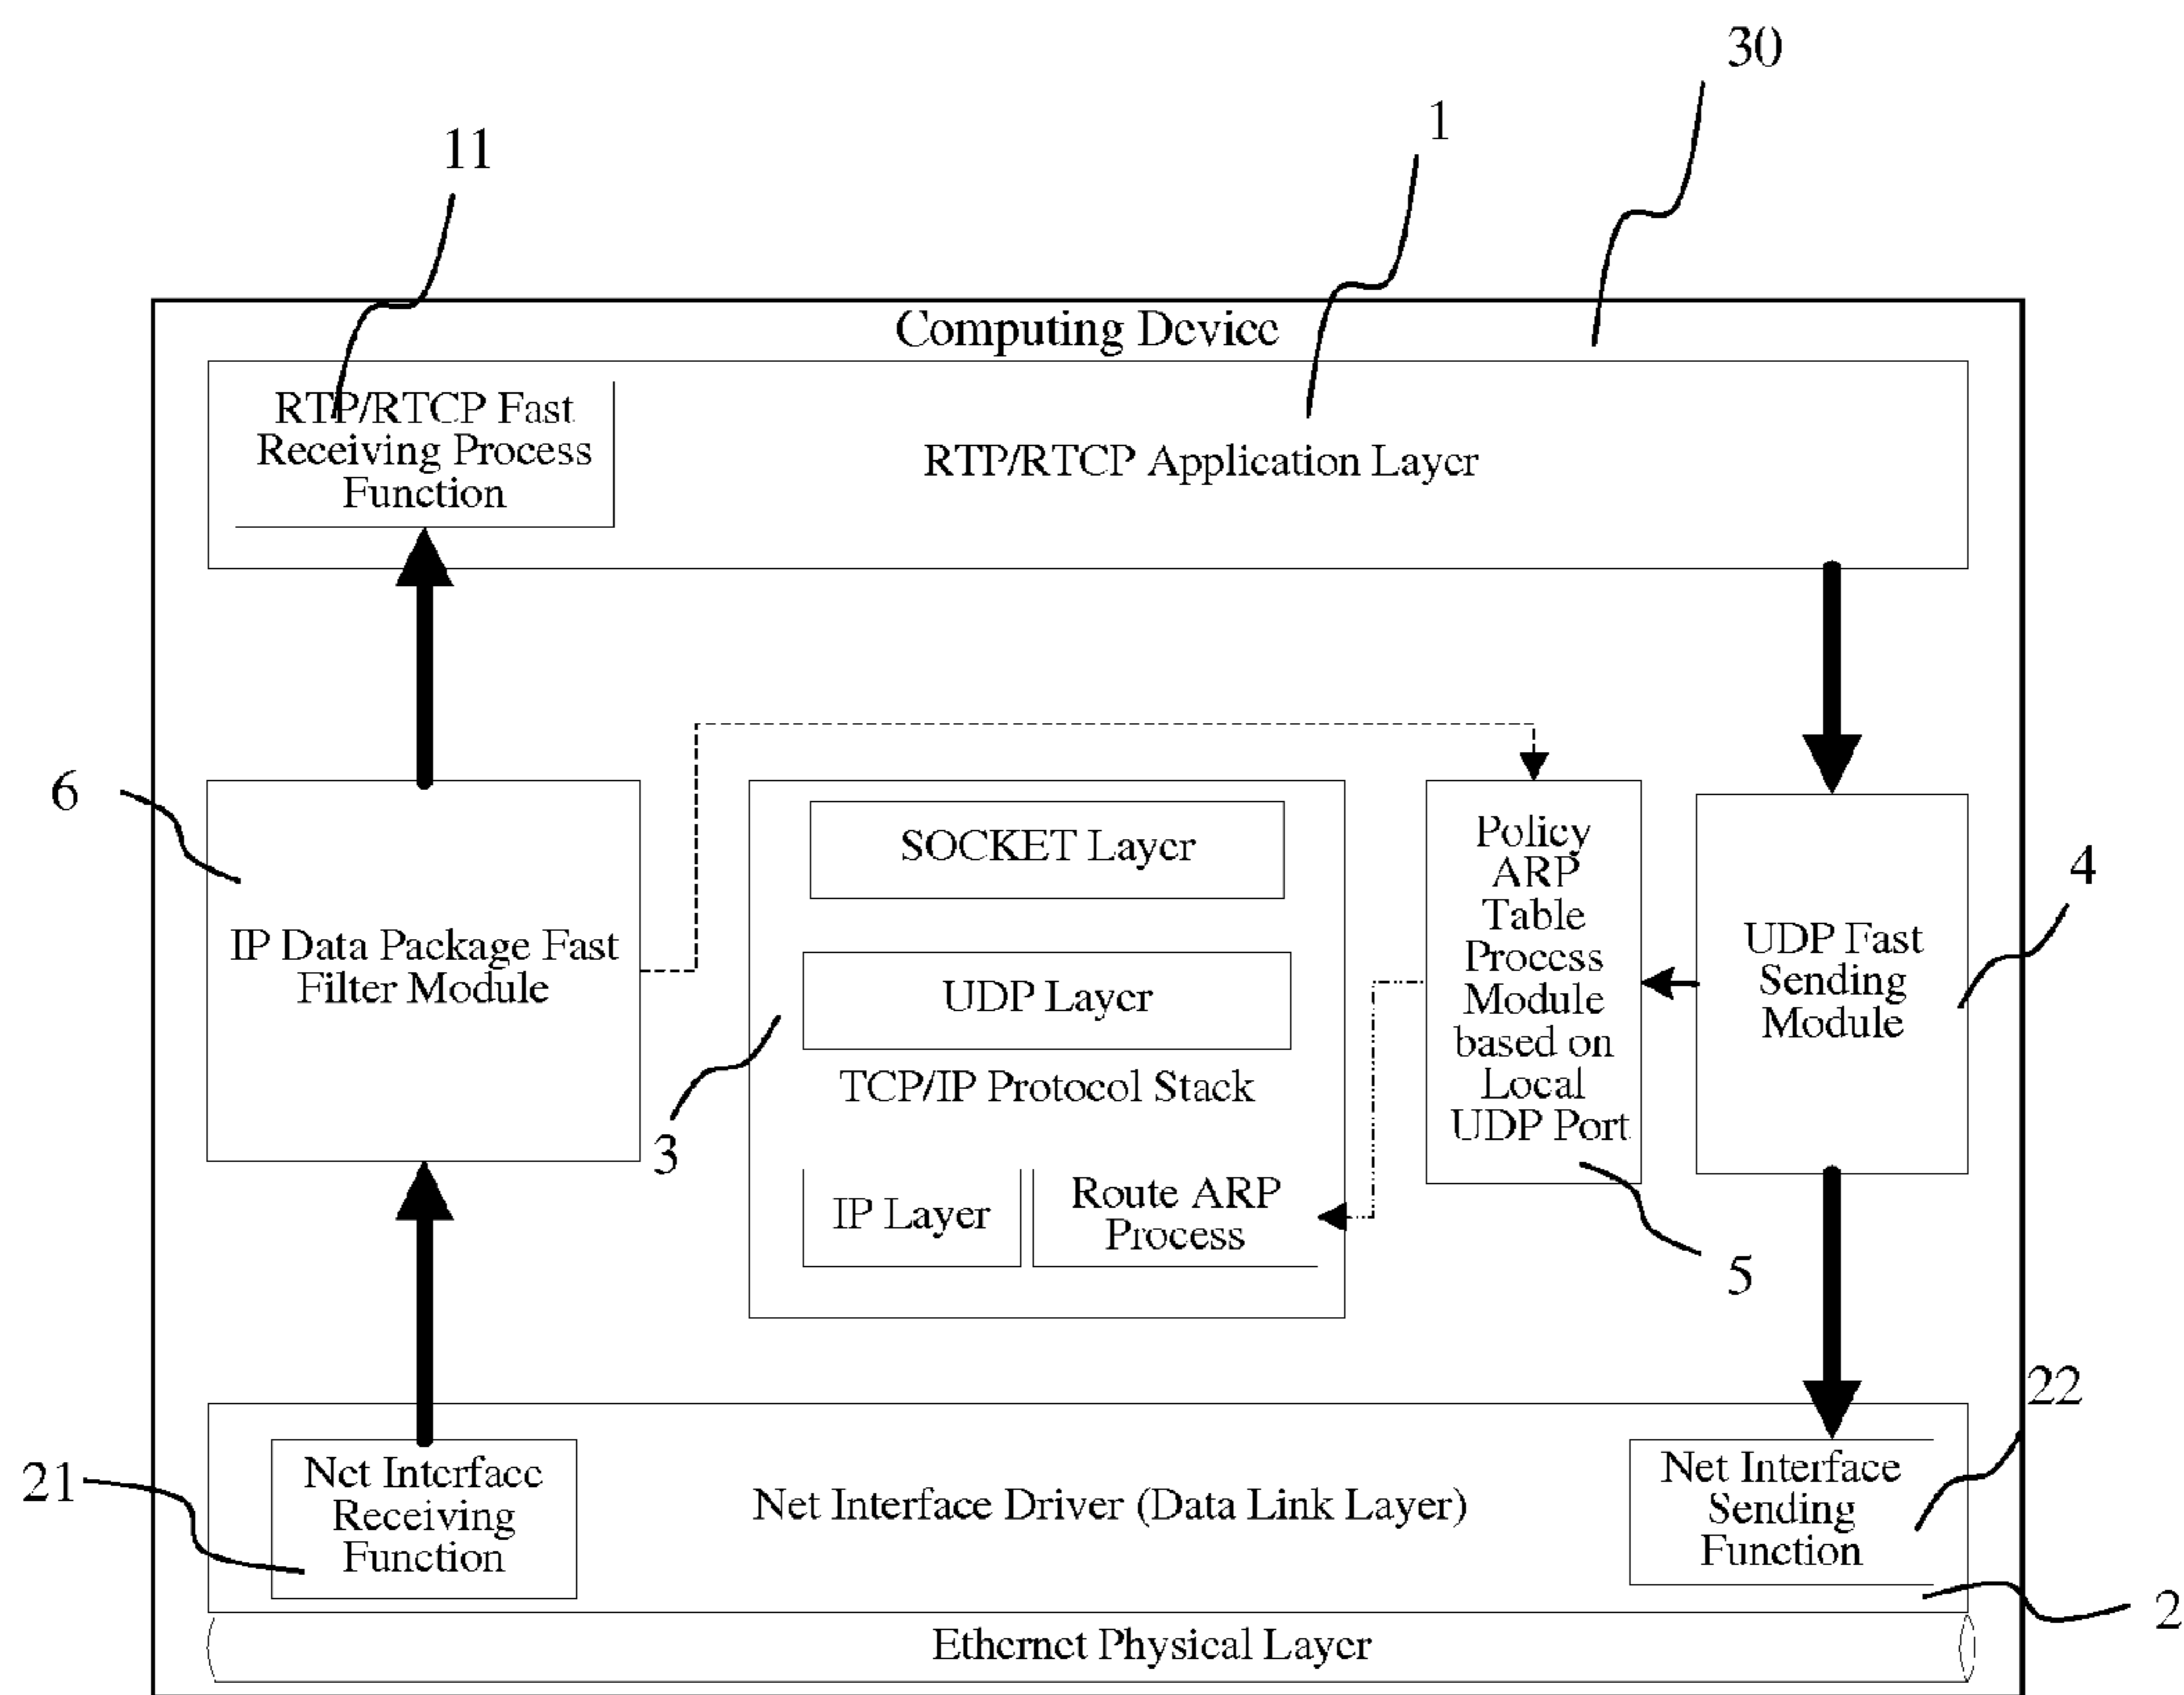 30
1
11
Computing Device
RTP/RTCP Fast
Receiving Process
Function
RTP/RTCP Application Layer
6
IP Data Package Fast
Filter Module
SOCKET Layer
UDP Layer
TCP/IP Protocol Stack
IP Layer
Route ARP
Process
3
Policy
ARP
Table
Process
Module
based on
Local
UDP Port
5
UDP Fast
Sending
Module
4
22
21
Net Interface
Receiving
Function
Net Interface Driver (Data Link Layer)
Net Interface
Sending
Function
2
Ethernet Physical Layer